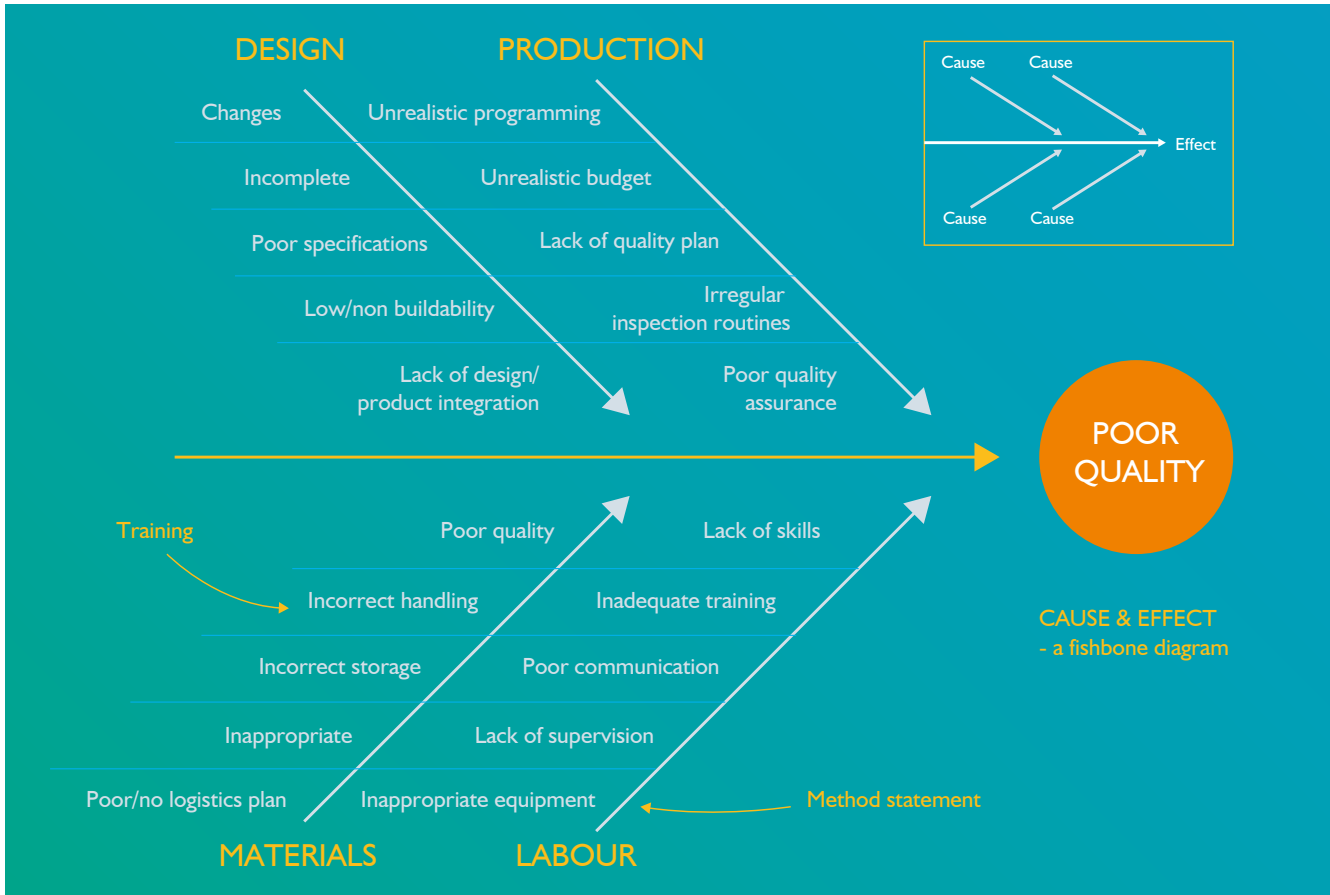 DESIGN
PRODUCTION
Changes
Unrealistic programming
Incomplete
Unrealistic budget
Poor specifications
Lack of quality plan
Low/non buildability
Irregular
inspection routines
Lack of design/
product integration
Poor quality
assurance
Cause
Cause
Effect
Cause
Cause
POOR
QUALITY
Training
Poor quality
Lack of skills
Incorrect handling
Inadequate training
Incorrect storage
Poor communication
Inappropriate
Lack of supervision
Poor/no logistics plan
Inappropriate equipment
Method statement
MATERIALS
LABOUR
CAUSE & EFFECT
- a fishbone diagram